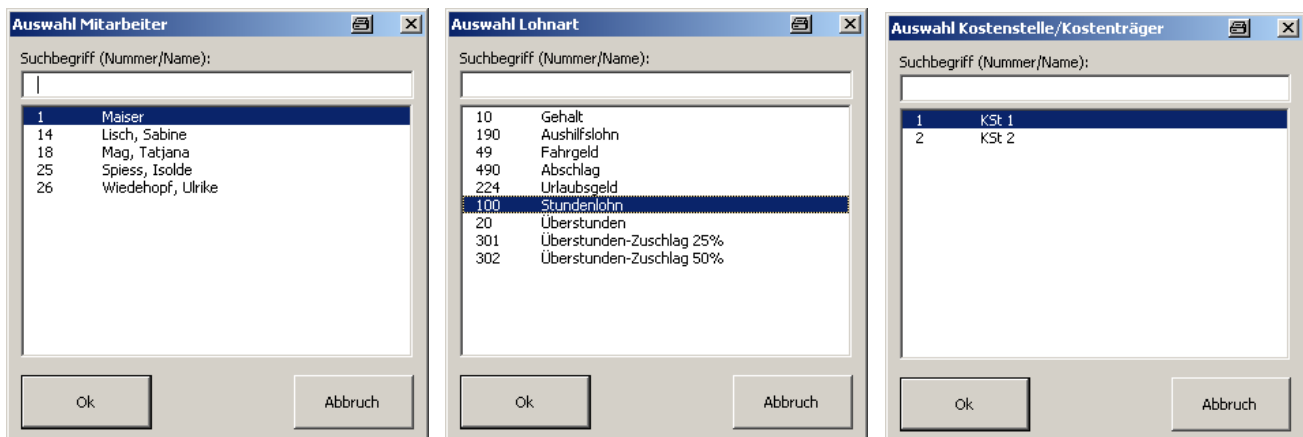 Auswahl Mitarbeiter
Suchbegriff (Nummer/Name):
1 Maiser
14 Lisch, Sabine
18 Mag, Tatjana
25 Spiess, Isolde
26 Wiedehopf, Ulrike
Ok Abbruch
Auswahl Lohnart
Suchbegriff (Nummer/Name):
10 Gehalt
190 Aushilfslohn
49 Fahrgeld
490 Abschlag
224 Urlaubsgeld
100 Stundenlohn
20 Überstunden
301 Überstunden-Zuschlag 25%
302 Überstunden-Zuschlag 50%
Ok Abbruch
Auswahl Kostenstelle/Kostenträger
Suchbegriff (Nummer/Name):
1 KSt 1
2 KSt 2
Ok Abbruch